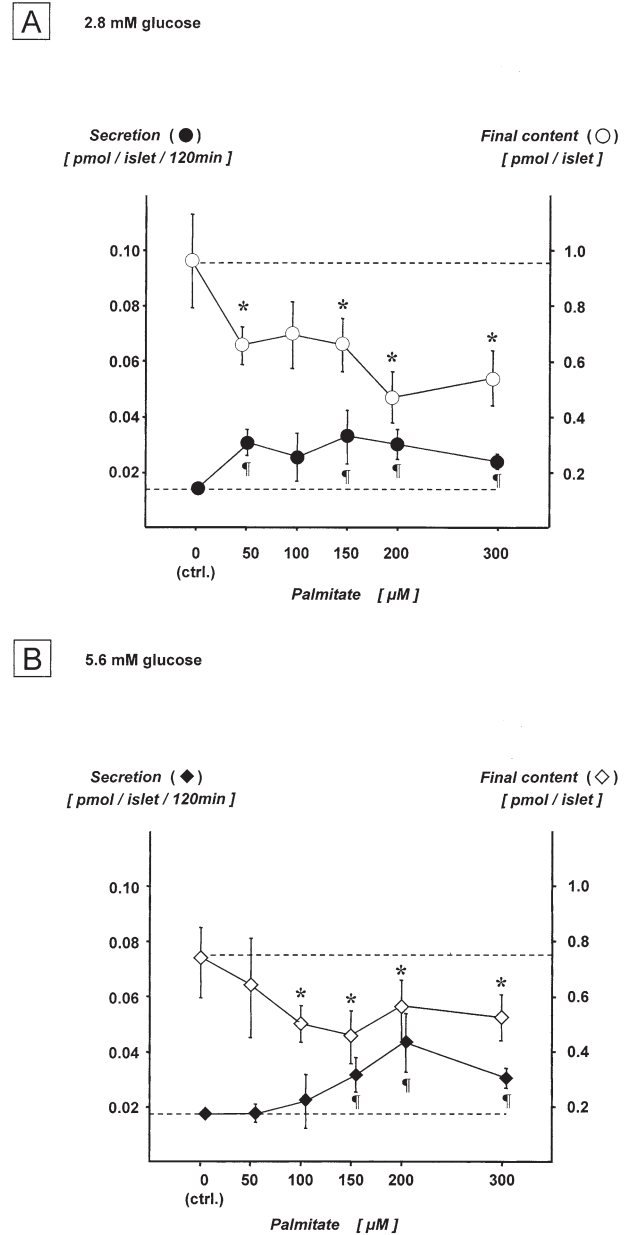 A 2.8 mM glucose
Secretion ( ● ) Final content ( ○ )
[ pmol / islet / 120min ] [ pmol / islet ]
0.10 1.0
* *
0.08 0.8
* *
0.06 0.6
0.04 0.4
0.02 0.2
¶ ¶ ¶ ¶
0 50 100 150 200 300
(ctrl.)
Palmitate [ µM ]
B 5.6 mM glucose
Secretion ( ◆ ) Final content ( ◇ )
[ pmol / islet / 120min ] [ pmol / islet ]
0.10 1.0
0.08 0.8
* * * *
0.06 0.6
0.04 0.4
¶ ¶ ¶
0.02 0.2
0 50 100 150 200 300
(ctrl.)
Palmitate [ µM ]